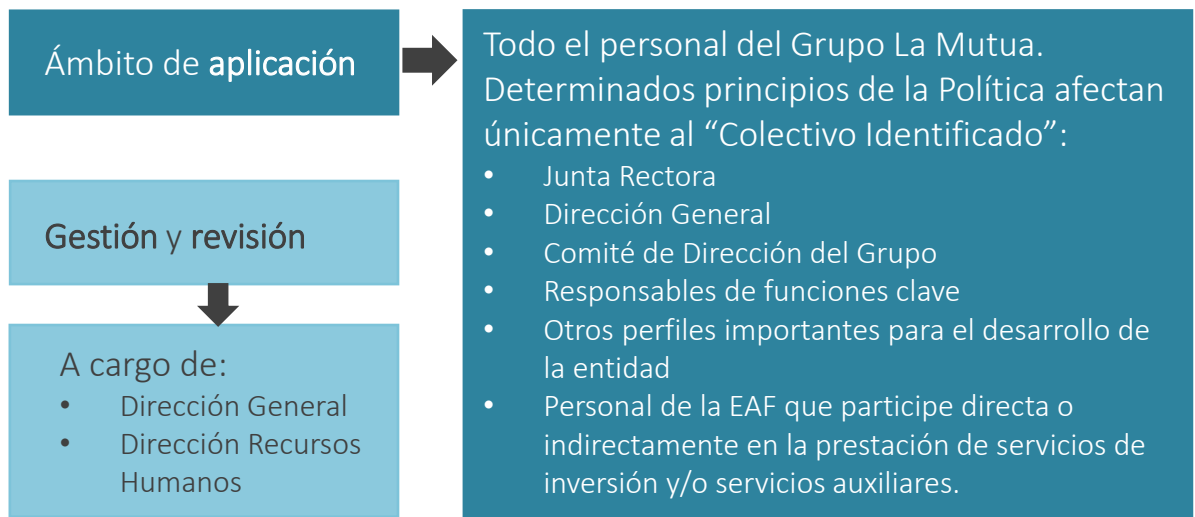 Ámbito de aplicación
Todo el personal del Grupo La Mutua.
Determinados principios de la Política afectan
únicamente al “Colectivo Identificado”:
• Junta Rectora
• Dirección General
• Comité de Dirección del Grupo
• Responsables de funciones clave
• Otros perfiles importantes para el desarrollo de
la entidad
• Personal de la EAF que participe directa o
indirectamente en la prestación de servicios de
inversión y/o servicios auxiliares.
Gestión y revisión
A cargo de:
• Dirección General
• Dirección Recursos
Humanos